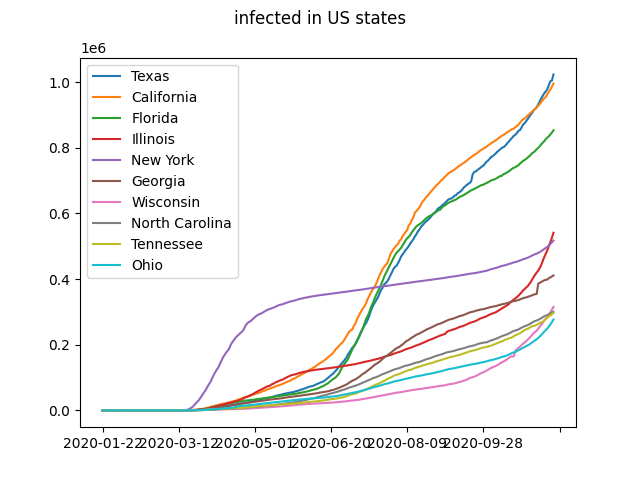 infected in US states
1e6
1.0
0.8
0.6
0.4
0.2
0.0
Texas
California
Florida
Illinois
New York
Georgia
Wisconsin
North Carolina
Tennessee
Ohio
2020-01-22 2020-03-12 2020-05-01 2020-06-20 2020-08-09 2020-09-28